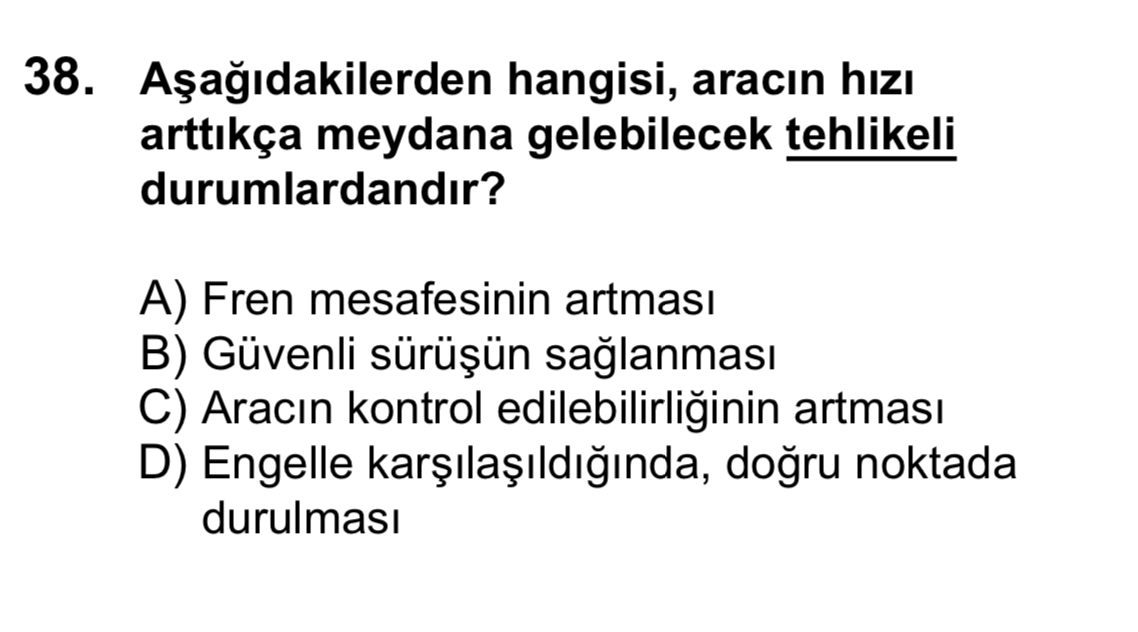 38. Aşağıdakilerden hangisi, aracın hızı
arttıkça meydana gelebilecek tehlikeli
durumlardandır?
A) Fren mesafesinin artması
B) Güvenli sürüşün sağlanması
C) Aracın kontrol edilebilirliğinin artması
D) Engelle karşılaşıldığında, doğru noktada
durulması